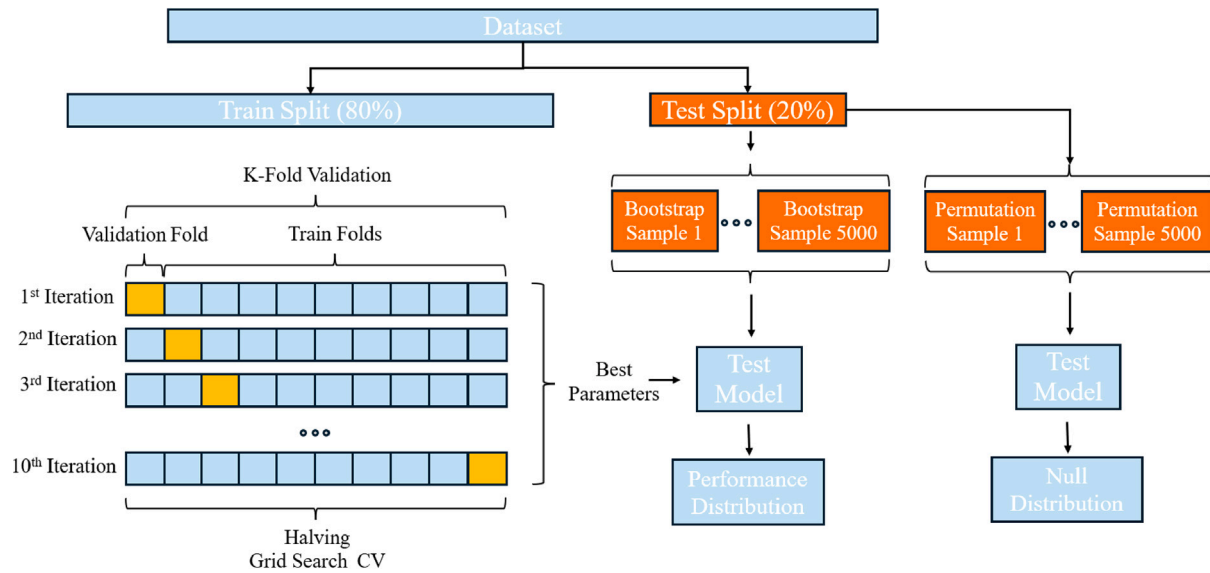 Dataset
Train Split (80%)
Test Split (20%)
K-Fold Validation
Validation Fold
Train Folds
1st Iteration
2nd Iteration
3rd Iteration
10th Iteration
Halving
Grid Search CV
Best
Parameters
Bootstrap
Sample 1
Bootstrap
Sample 5000
Permutation
Sample 1
Permutation
Sample 5000
Test
Model
Test
Model
Performance
Distribution
Null
Distribution